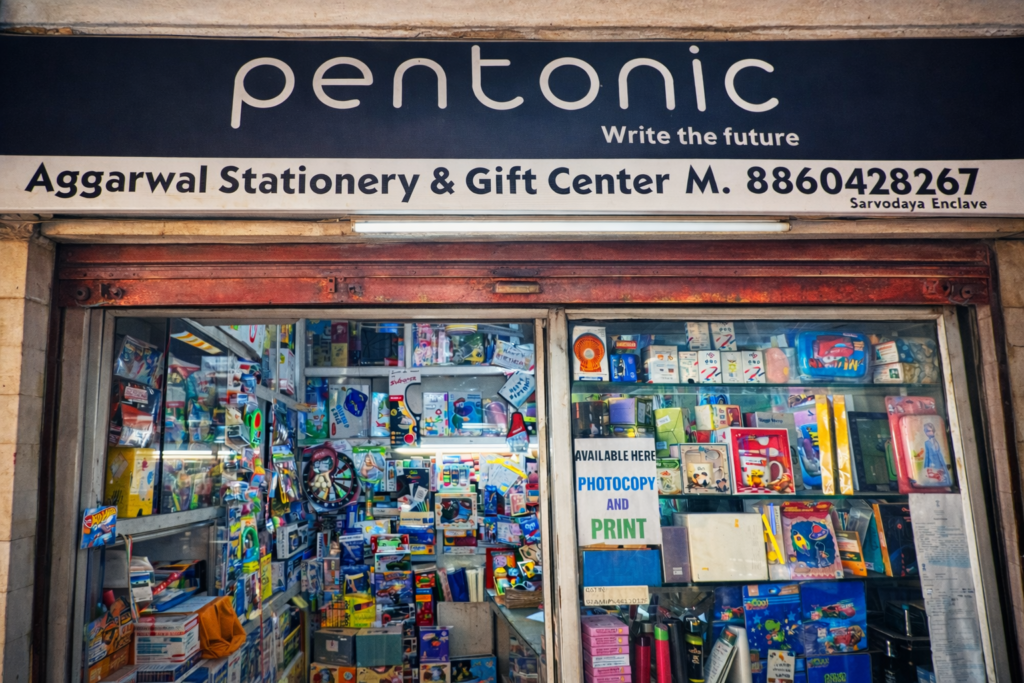 pentonic
Write the future
Aggarwal Stationery & Gift Center M. 8860428267
Sarvodaya Enclave
AVAILABLE HERE
PHOTOCOPY
AND
PRINT